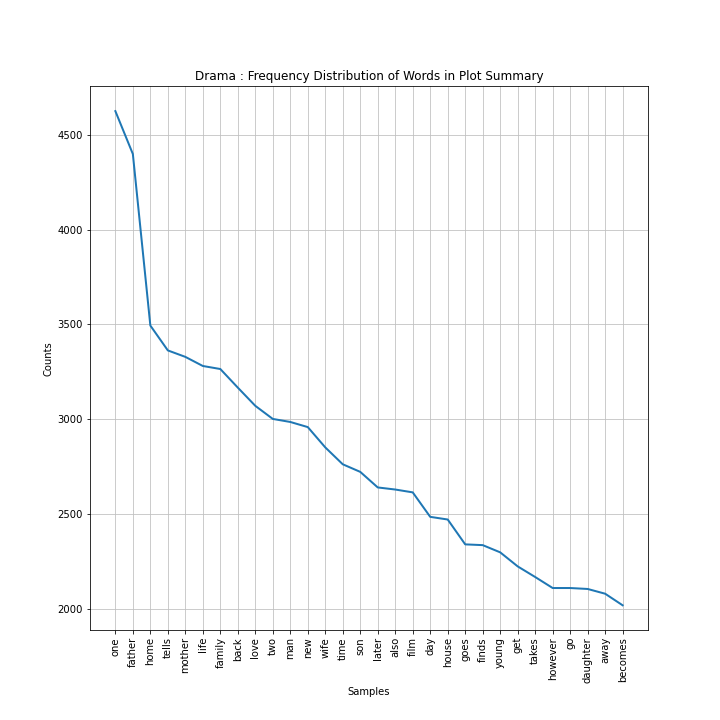 Drama : Frequency Distribution of Words in Plot Summary
4500
4000
3500
3000
2500
2000
Counts
one
father
home
tells
mother
life
family
back
love
two
man
new
wife
time
son
later
also
film
day
house
goes
finds
young
get
takes
however
go
daughter
away
becomes
Samples